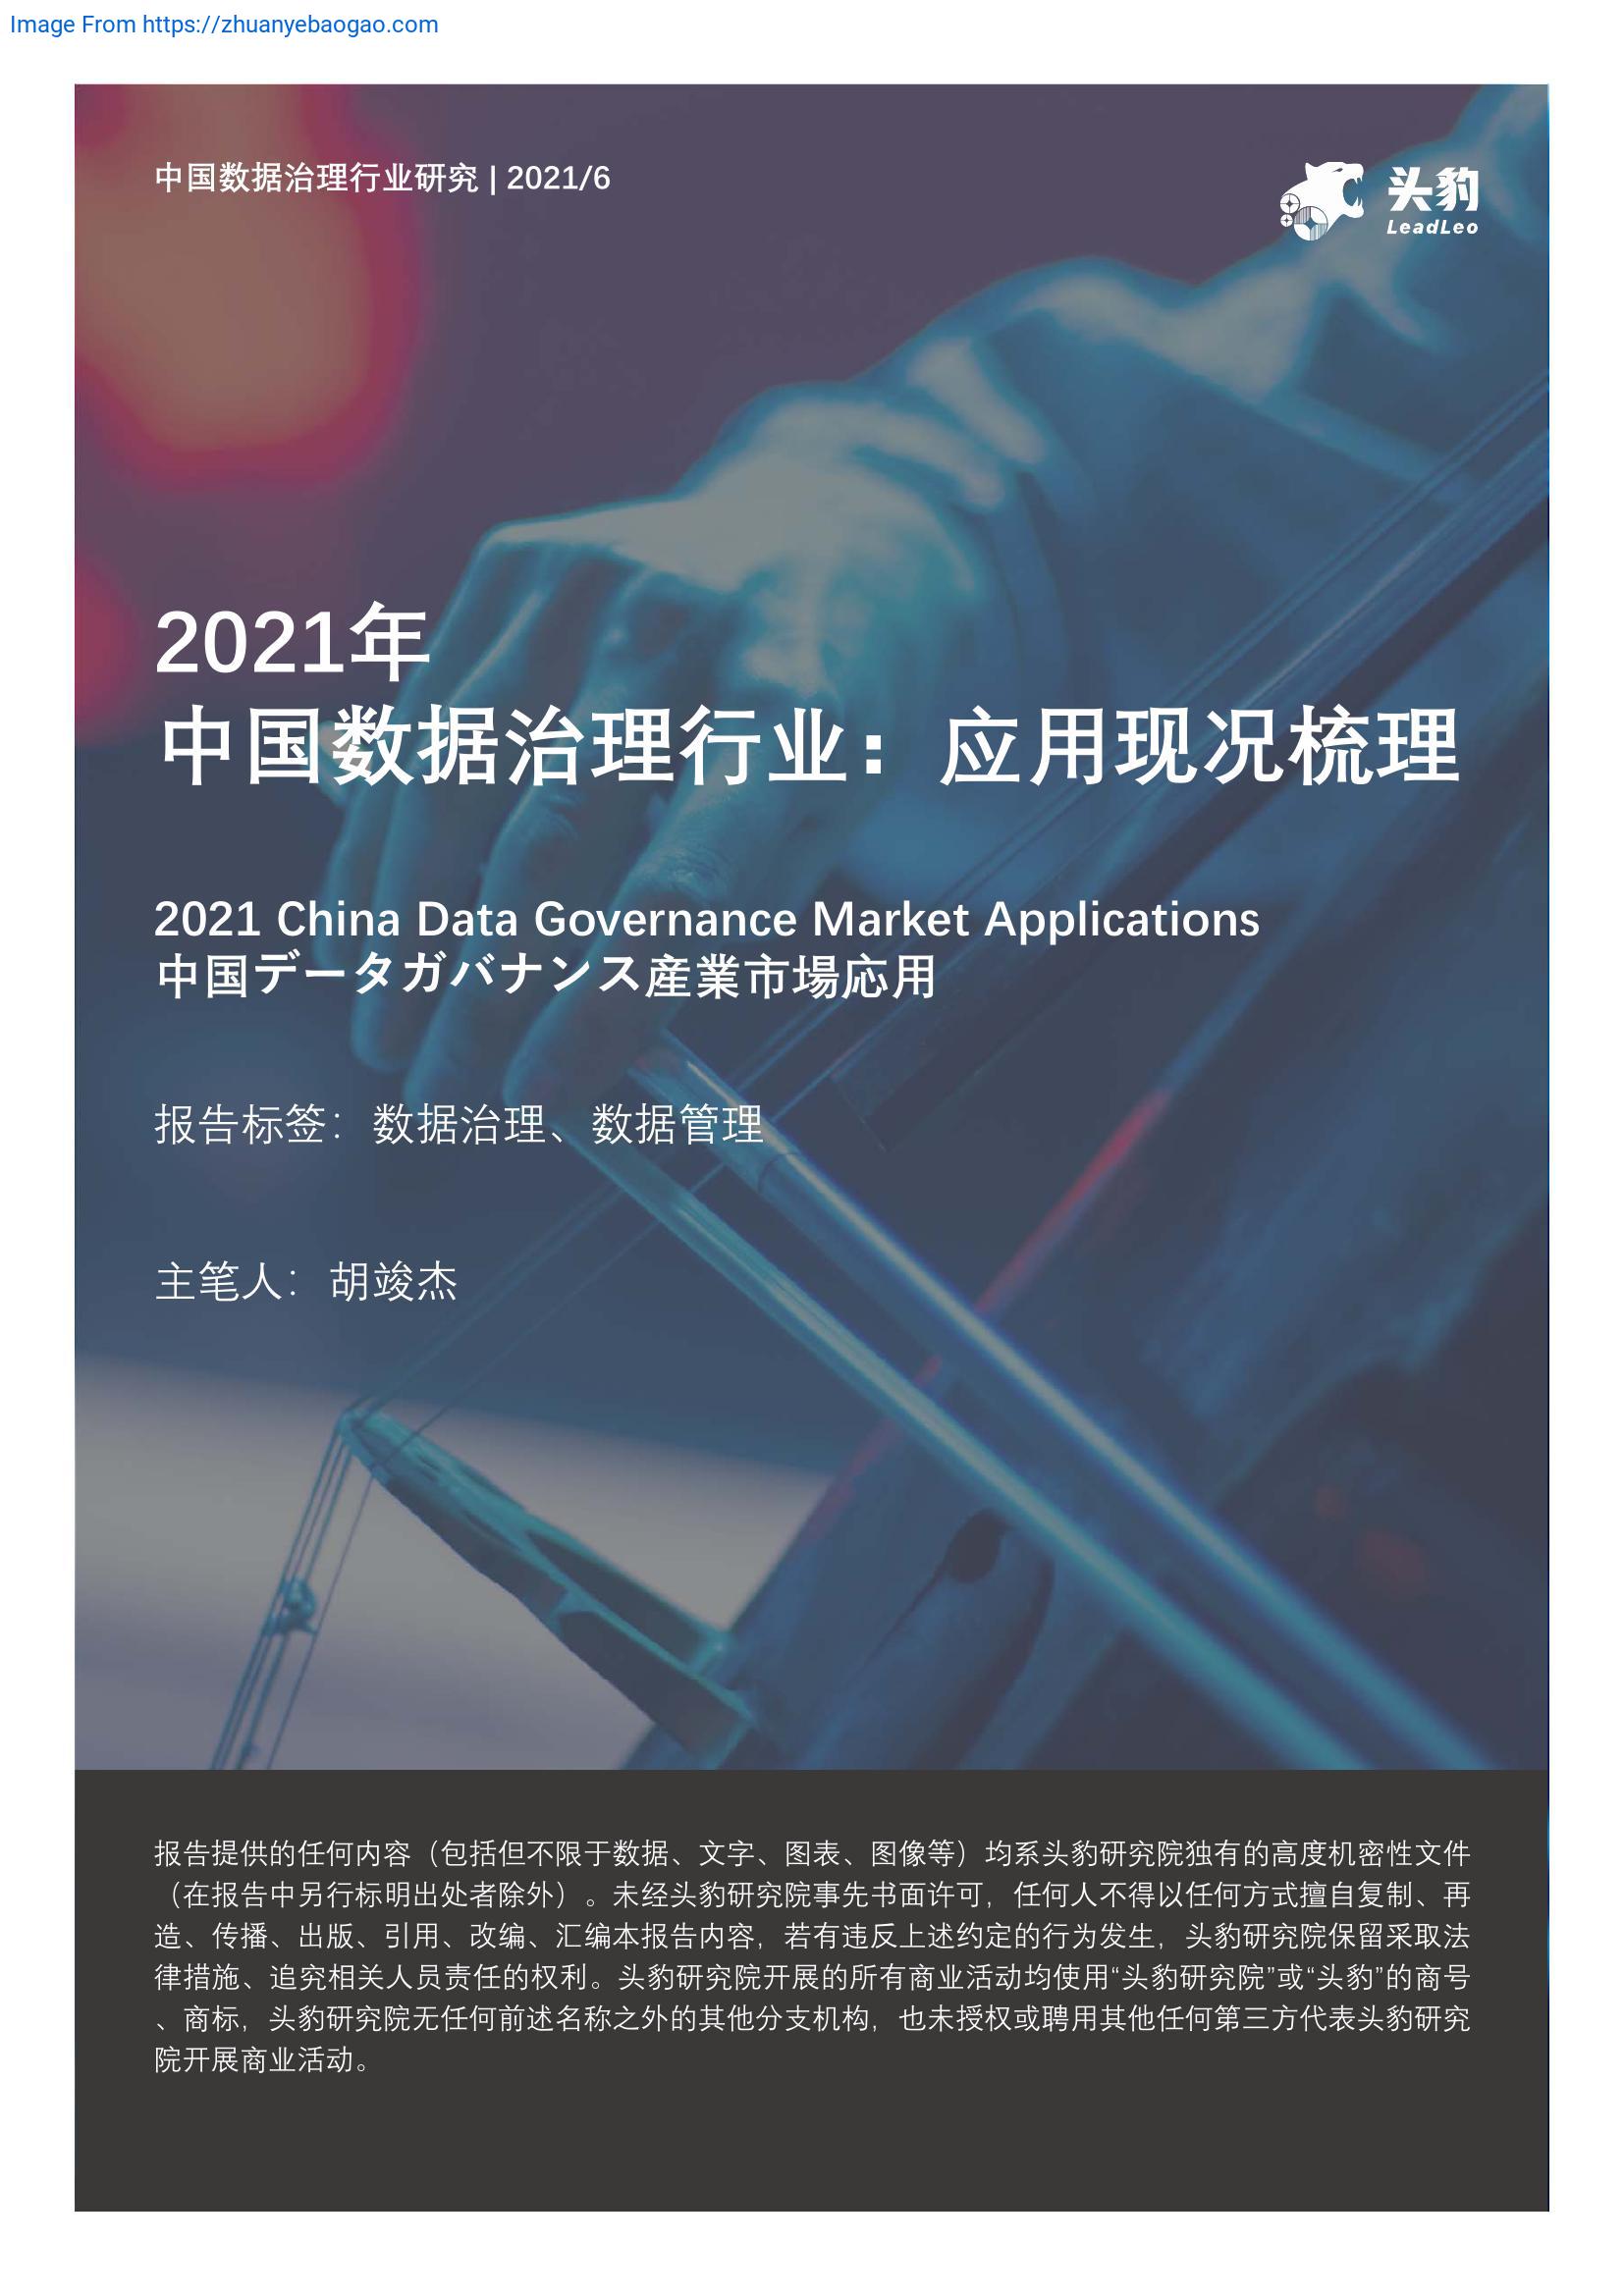 Image From https://zhuanyebaogao.com
中国数据治理行业研究 | 2021/6
头豹
LeadLeo
2021年
中国数据治理行业：应用现况梳理
2021 China Data Governance Market Applications
中国データガバナンス産業市場応用
报告标签：数据治理、数据管理
主笔人：胡竣杰
报告提供的任何内容（包括但不限于数据、文字、图表、图像等）均系头豹研究院独有的高度机密性文件
（在报告中另行标明出处者除外）。未经头豹研究院事先书面许可，任何人不得以任何方式擅自复制、再
造、传播、出版、引用、改编、汇编本报告内容，若有违反上述约定的行为发生，头豹研究院保留采取法
律措施、追究相关人员责任的权利。头豹研究院开展的所有商业活动均使用“头豹研究院”或“头豹”的商号
、商标，头豹研究院无任何前述名称之外的其他分支机构，也未授权或聘用其他任何第三方代表头豹研究
院开展商业活动。